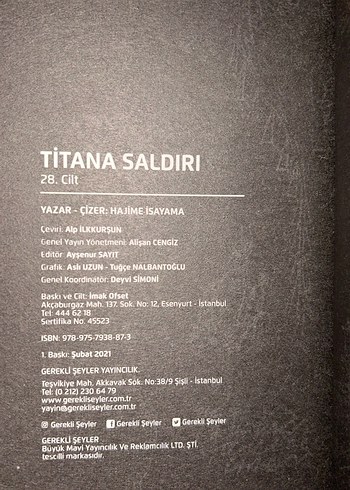 TİTANA SALDIRI
28. Cilt
YAZAR - ÇİZER: HAJİME İSAYAMA
Çeviri: Alp İLKKURŞUN
Genel Yayın Yönetmeni: Alişan CENGİZ
Editör: Ayşenur SAYIT
Grafik: Aslı UZUN - Tuğçe NALBANTOĞLU
Genel Koordinatör: Deyvi SİMONİ
Baskı ve Cilt: İmak Ofset
Akçaburgaz Mah. 137. Sok. No: 12, Esenyurt - İstanbul
Tel: 444 62 18
Sertifika No: 45523
ISBN: 978-975-7938-87-3
1. Baskı: Şubat 2021
GEREKLİ ŞEYLER YAYINCILIK.
Teşvikiye Mah. Akkavak Sok. No:38/9 Şişli - İstanbul
Tel: (0 212) 230 64 79
www.gerekliseyler.com.tr
yayin@gerekliseyler.com.tr
Gerekli Şeyler Gerekli Şeyler Gerekli Şeyler
GEREKLİ ŞEYLER
Büyük Mavi Yayıncılık Ve Reklamcılık LTD. ŞTİ.
tescilli markasıdır.